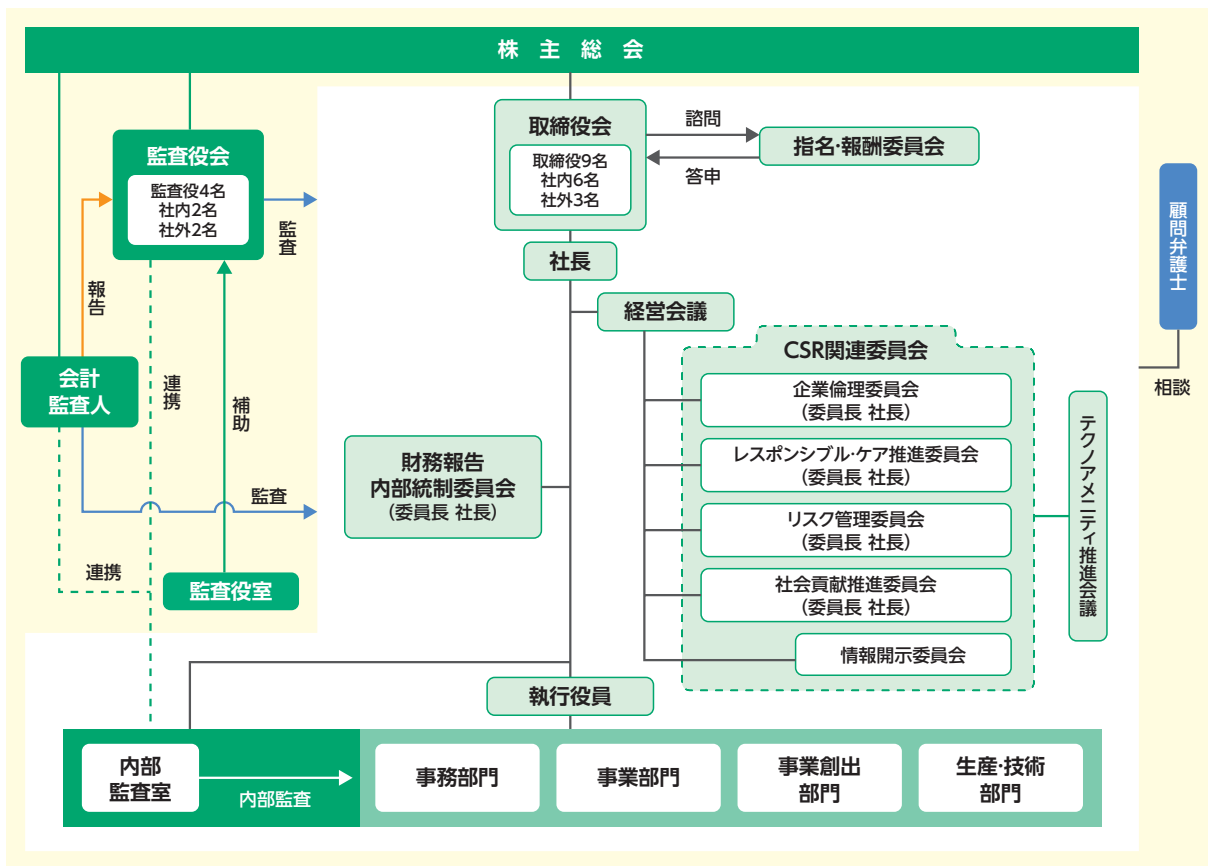 株主総会
取締役会
取締役9名
社内6名
社外3名
諮問
答申
指名・報酬委員会
監査役会
監査役4名
社内2名
社外2名
監査
報告
顧問弁護士
相談
社長
経営会議
CSR関連委員会
企業倫理委員会
(委員長 社長)
レスポンシブル・ケア推進委員会
(委員長 社長)
リスク管理委員会
(委員長 社長)
社会貢献推進委員会
(委員長 社長)
情報開示委員会
テクノアメニティ推進会議
会計
監査人
連携
補助
財務報告
内部統制委員会
(委員長 社長)
監査
連携
監査役室
執行役員
内部
監査室
内部監査
事務部門
事業部門
事業創出
部門
生産・技術
部門